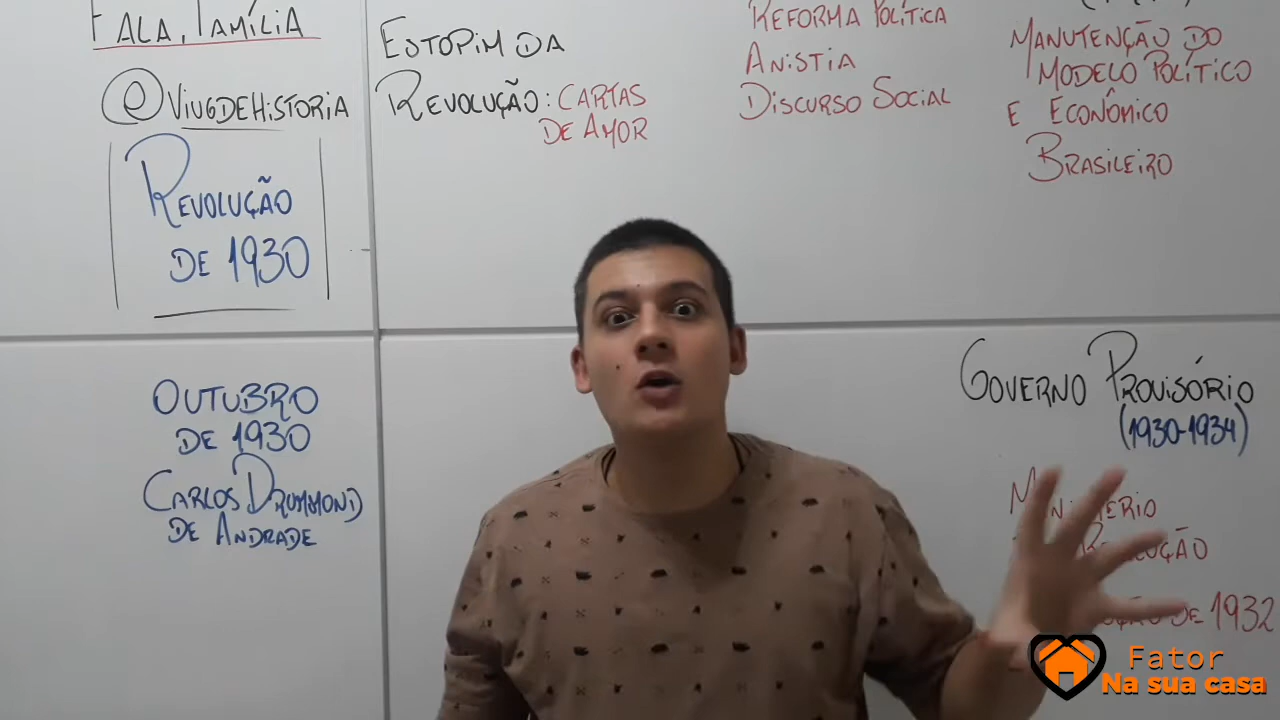 FALA, FAMÍLIA
@VIUGDEHISTORIA
REVOLUÇÃO
DE 1930
OUTUBRO
DE 1930
CARLOS DRUMMOND
DE ANDRADE
ESTOPIM DA
REVOLUÇÃO: CARTAS
DE AMOR
REFORMA POLÍTICA
ANISTIA
DISCURSO SOCIAL
MANUTENÇÃO DO
MODELO POLÍTICO
E ECONÔMICO
BRASILEIRO
GOVERNO PROVISÓRIO
(1930-1934)
DE 1932
Fator
Na sua casa